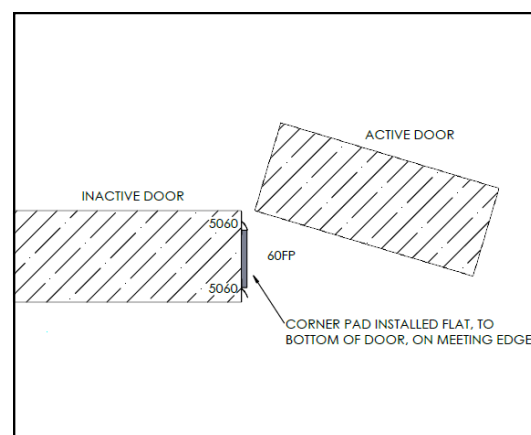 ACTIVE DOOR
INACTIVE DOOR
5060
60FP
5060
CORNER PAD INSTALLED FLAT, TO
BOTTOM OF DOOR, ON MEETING EDGE